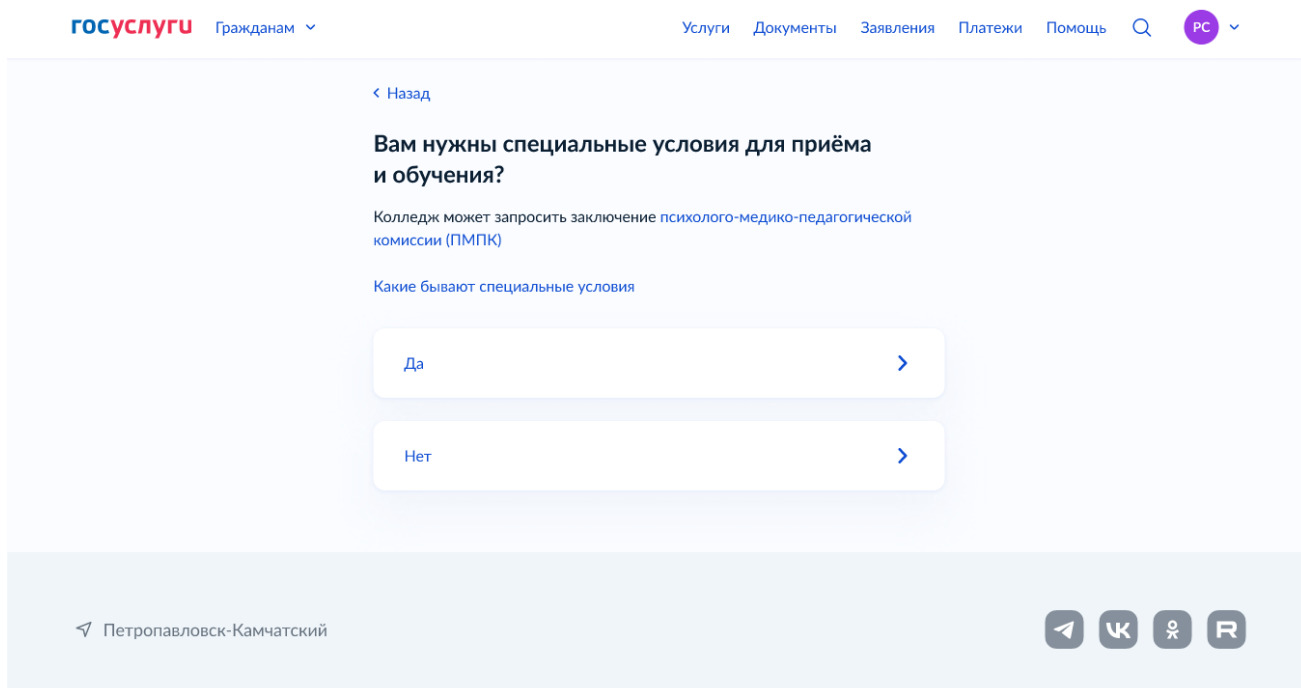 госуслуги Гражданам Услуги Документы Заявления Платежи Помощь РС
Назад
Вам нужны специальные условия для приёма
и обучения?
Колледж может запросить заключение психолого-медико-педагогической
комиссии (ПМПК)
Какие бывают специальные условия
Да
Нет
Петропавловск-Камчатский